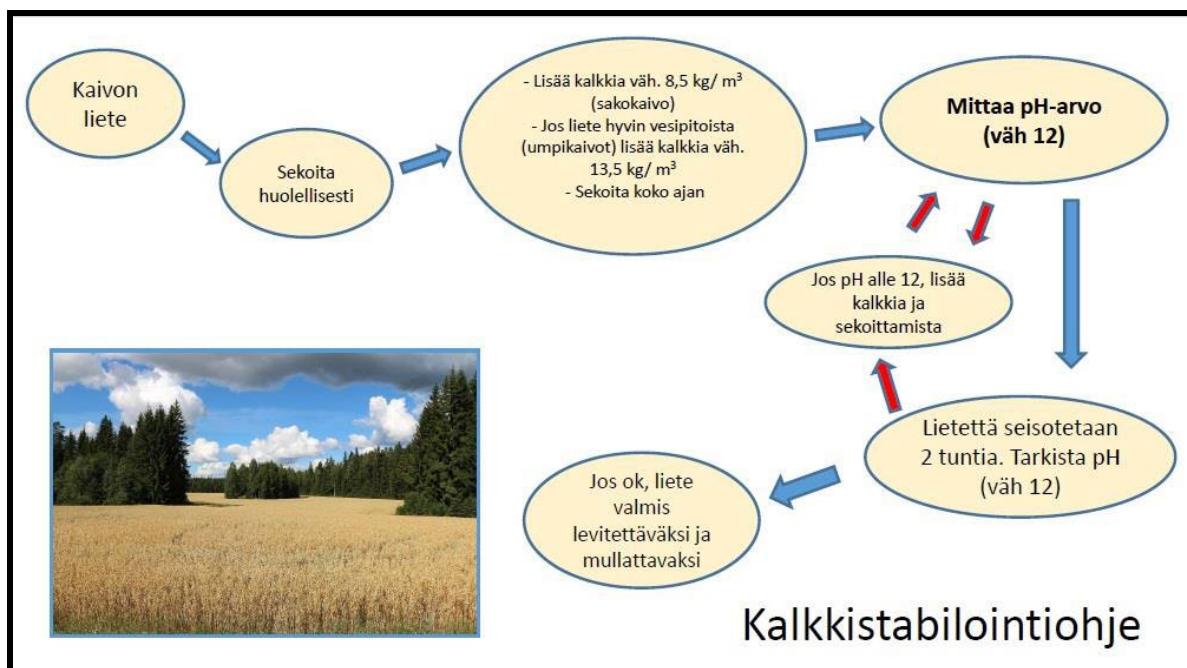 Kaivon
liete
Sekoita
huolellisesti
- Lisää kalkkia väh. 8,5 kg/ m³
(sakokaivo)
- Jos liete hyvin vesipitoista
(umpikaivot) lisää kalkkia väh.
13,5 kg/ m³
- Sekoita koko ajan
Mittaa pH-arvo
(väh 12)
Jos pH alle 12, lisää
kalkkia ja
sekoittamista
Lietettä seisotetaan
2 tuntia. Tarkista pH
(väh 12)
Jos ok, liete
valmis
levitettäväksi ja
mullattavaksi
Kalkkistabilointiohje